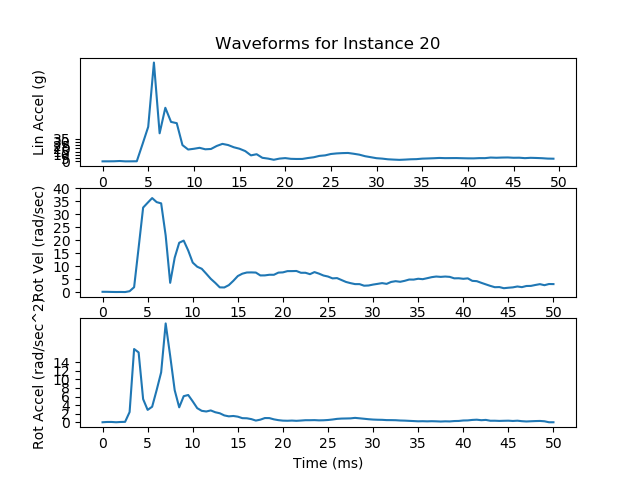 Waveforms for Instance 20
Lin Accel (g)
35
0
0 5 10 15 20 25 30 35 40 45 50
Rot Vel (rad/sec)
40
35
30
25
20
15
10
5
0
0 5 10 15 20 25 30 35 40 45 50
Rot Accel (rad/sec^2)
14
12
10
8
6
4
2
0
0 5 10 15 20 25 30 35 40 45 50
Time (ms)